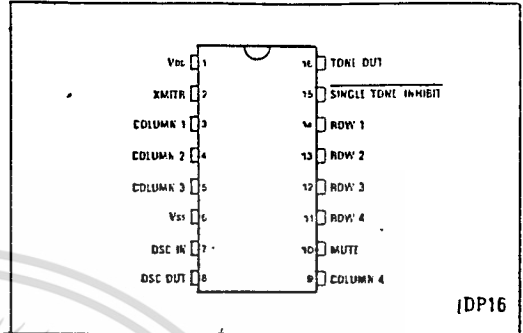 VDD 1 16 TONE OUT
XMITR 2 15 SINGLE TONE INHIBIT
COLUMN 1 3 14 ROW 1
COLUMN 2 4 13 ROW 2
COLUMN 3 5 12 ROW 3
VSS 6 11 ROW 4
OSC IN 7 10 MUTE
OSC OUT 8 9 COLUMN 4
DP16